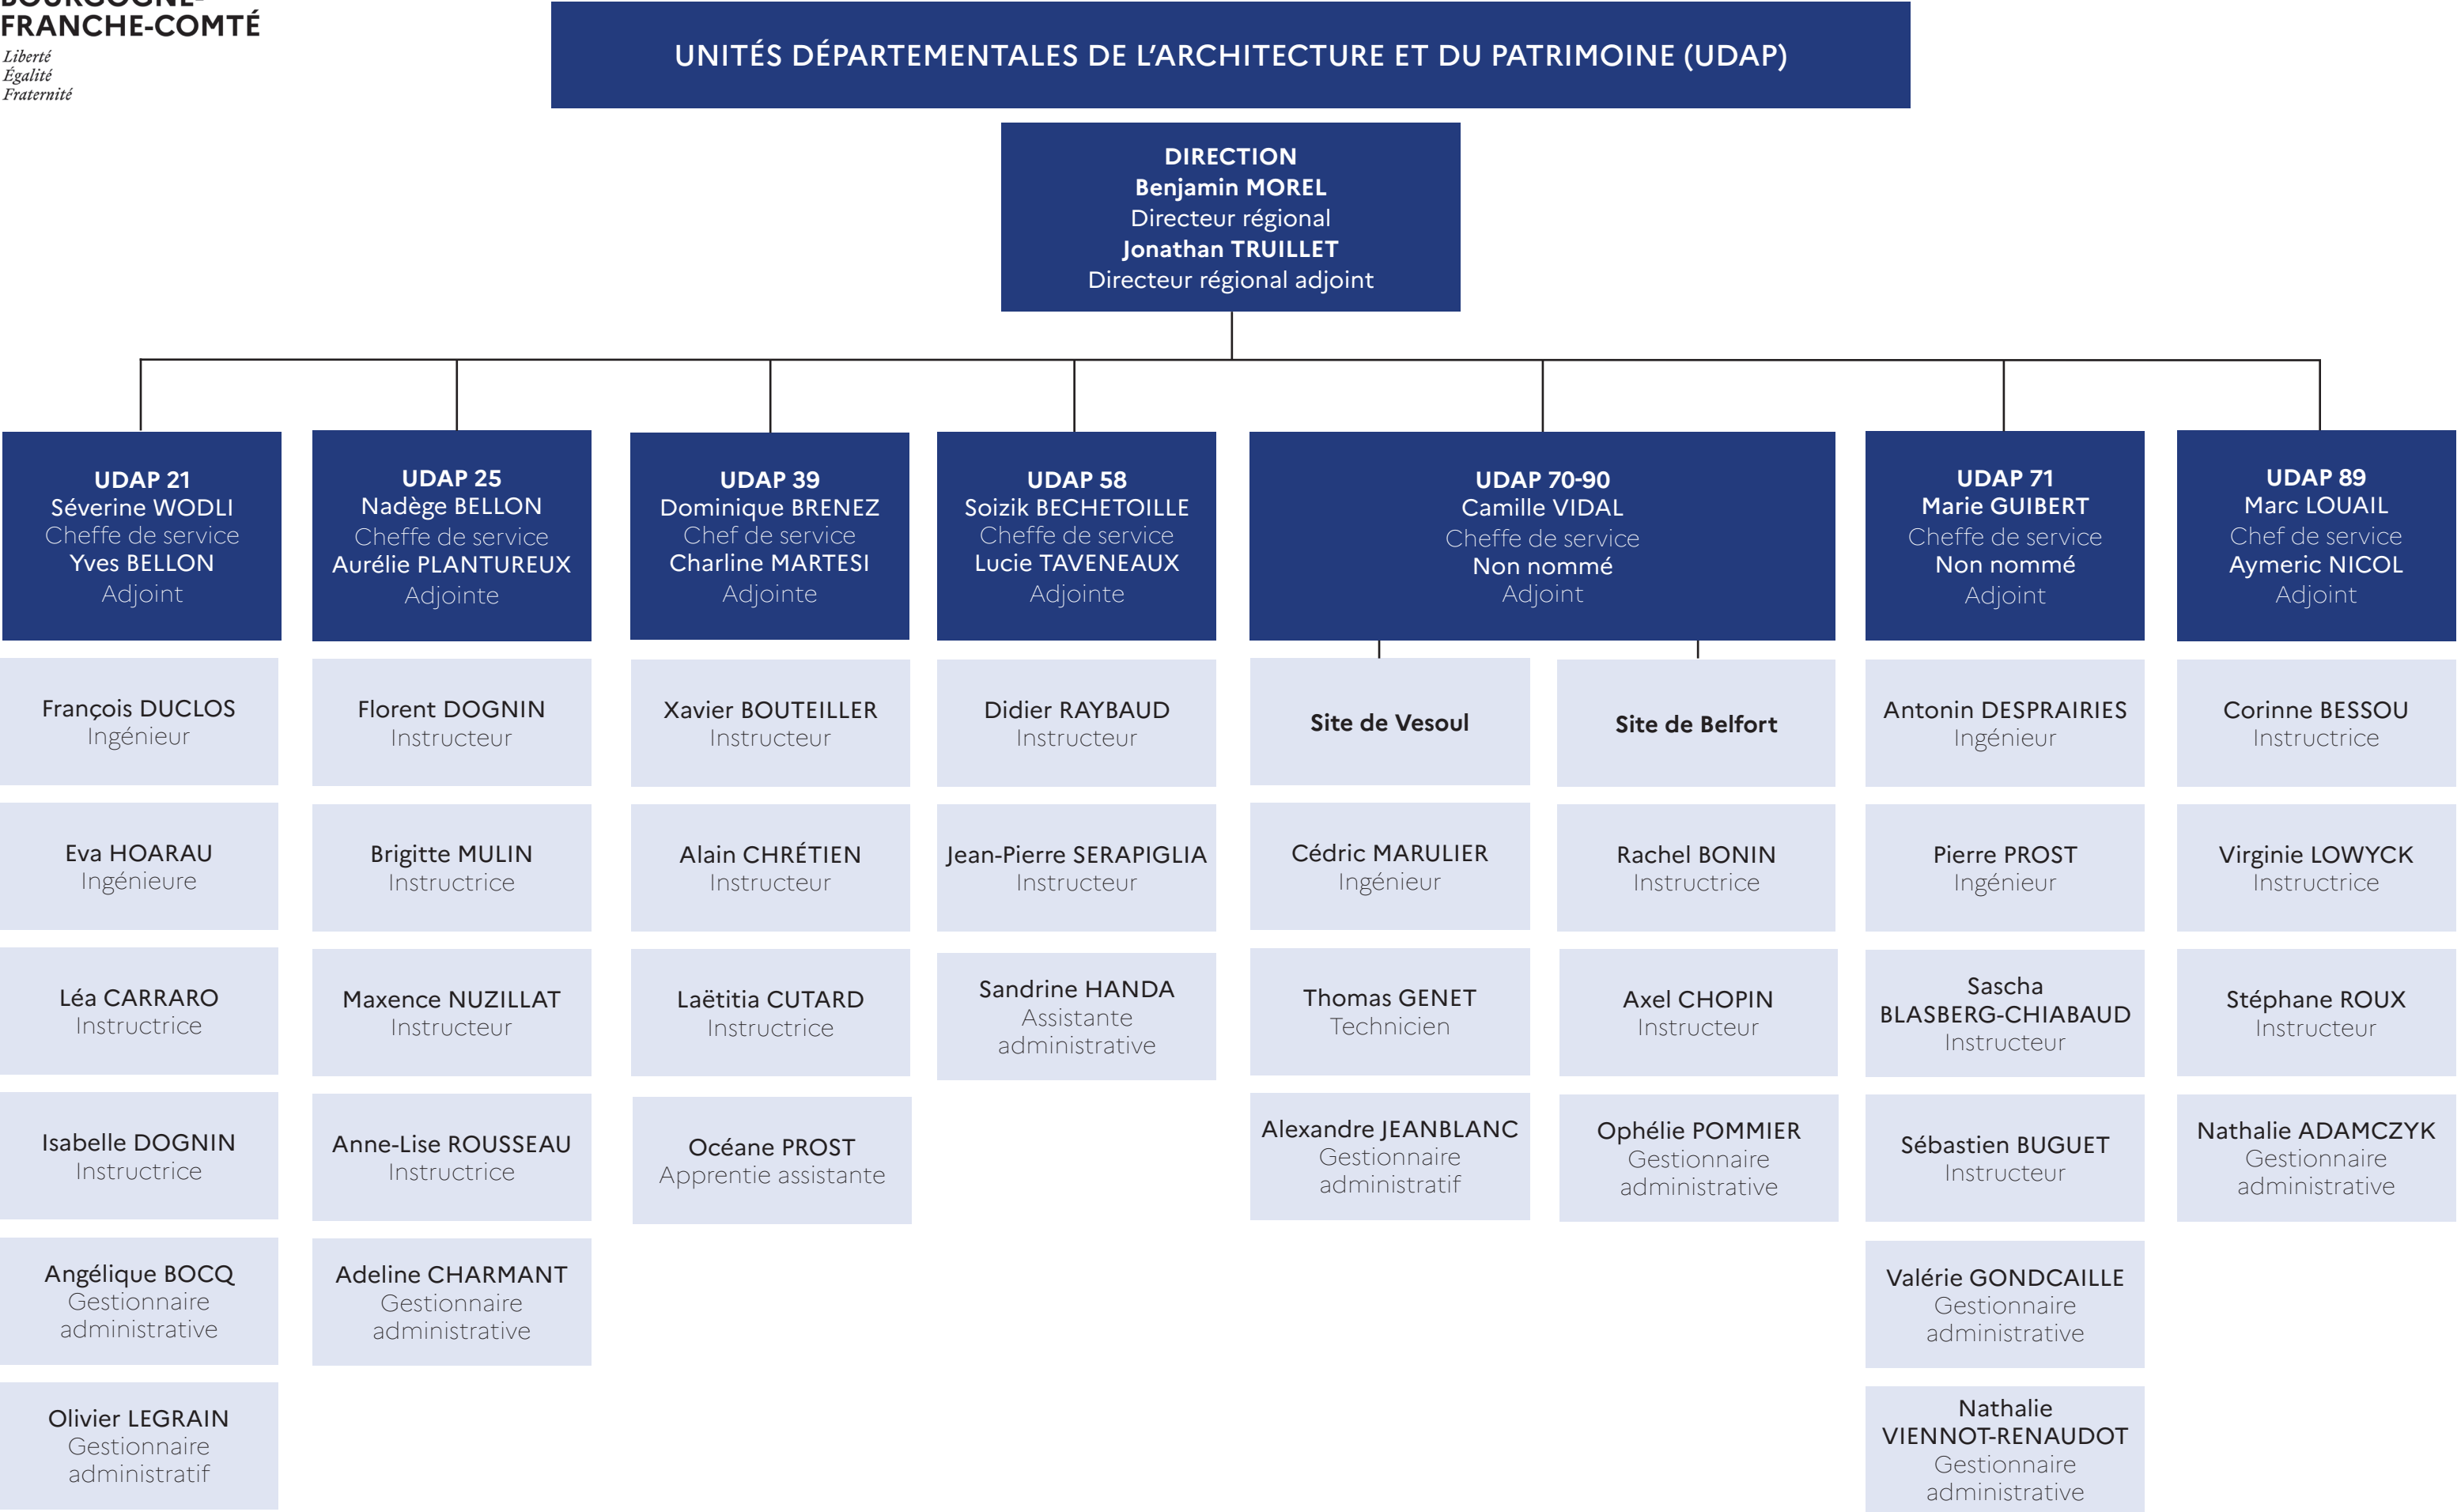 BOURGOGNE-
FRANCHE-COMTÉ
Liberté
Égalité
Fraternité
UNITÉS DÉPARTEMENTALES DE L'ARCHITECTURE ET DU PATRIMOINE (UDAP)
DIRECTION
Benjamin MOREL
Directeur régional
Jonathan TRUILLET
Directeur régional adjoint
UDAP 21
Séverine WODLI
Cheffe de service
Yves BELLON
Adjoint
François DUCLOS
Ingénieur
Eva HOARAU
Ingénieure
Léa CARRARO
Instructrice
Isabelle DOGNIN
Instructrice
Angélique BOCQ
Gestionnaire
administrative
Olivier LEGRAIN
Gestionnaire
administratif
UDAP 25
Nadège BELLON
Cheffe de service
Aurélie PLANTUREUX
Adjointe
Florent DOGNIN
Instructeur
Brigitte MULIN
Instructrice
Maxence NUZILLAT
Instructeur
Anne-Lise ROUSSEAU
Instructrice
Adeline CHARMANT
Gestionnaire
administrative
UDAP 39
Dominique BRENEZ
Chef de service
Charline MARTESI
Adjointe
Xavier BOUTEILLER
Instructeur
Alain CHRÉTIEN
Instructeur
Laëtitia CUTARD
Instructrice
Océane PROST
Apprentie assistante
UDAP 58
Soizik BECHETOILLE
Cheffe de service
Lucie TAVENEAUX
Adjointe
Didier RAYBAUD
Instructeur
Jean-Pierre SERAPIGLIA
Instructeur
Sandrine HANDA
Assistante
administrative
UDAP 70-90
Camille VIDAL
Cheffe de service
Non nommé
Adjoint
Site de Vesoul
Cédric MARULIER
Ingénieur
Thomas GENET
Technicien
Alexandre JEANBLANC
Gestionnaire
administratif
Site de Belfort
Rachel BONIN
Instructrice
Axel CHOPIN
Instructeur
Ophélie POMMIER
Gestionnaire
administrative
UDAP 71
Marie GUIBERT
Cheffe de service
Non nommé
Adjoint
Antonin DESPRAIRIES
Ingénieur
Pierre PROST
Ingénieur
Sascha
BLASBERG-CHIABAUD
Instructeur
Sébastien BUGUET
Instructeur
Valérie GONDCAILLE
Gestionnaire
administrative
Nathalie
VIENNOT-RENAUDOT
Gestionnaire
administrative
UDAP 89
Marc LOUAIL
Chef de service
Aymeric NICOL
Adjoint
Corinne BESSOU
Instructrice
Virginie LOWYCK
Instructrice
Stéphane ROUX
Instructeur
Nathalie ADAMCZYK
Gestionnaire
administrative